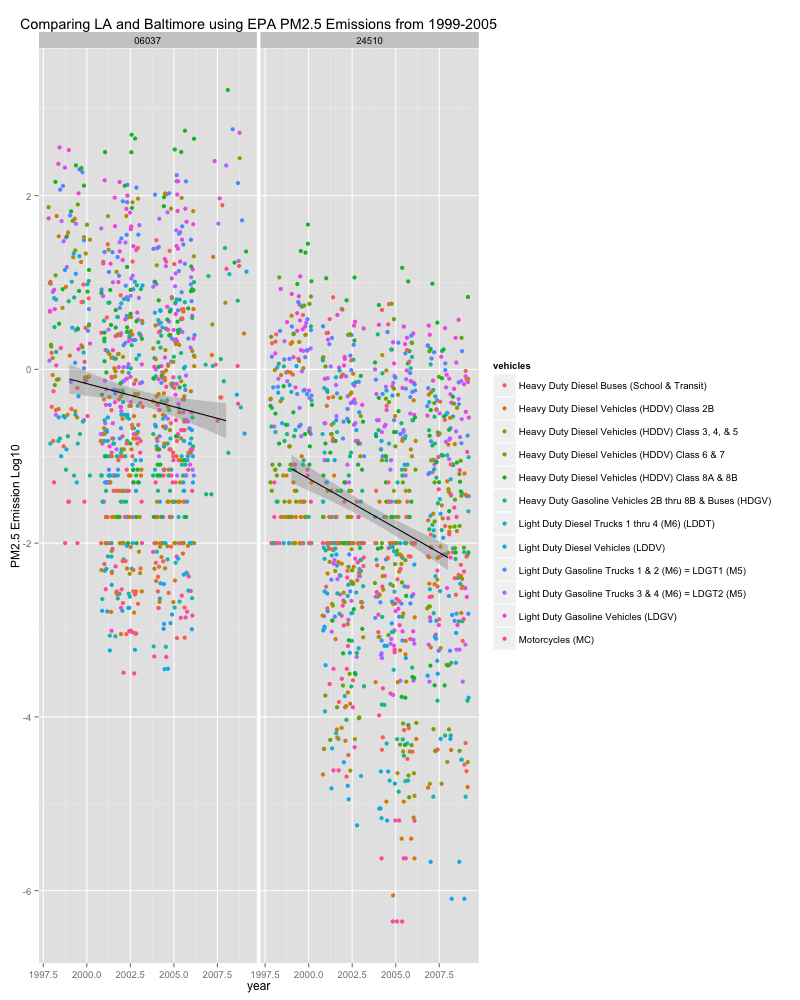 Comparing LA and Baltimore using EPA PM2.5 Emissions from 1999-2005
06037
24510
2
0
-2
-4
-6
PM2.5 Emission Log10
1997.5 2000.0 2002.5 2005.0 2007.5
1997.5 2000.0 2002.5 2005.0 2007.5
year
vehicles
Heavy Duty Diesel Buses (School & Transit)
Heavy Duty Diesel Vehicles (HDDV) Class 2B
Heavy Duty Diesel Vehicles (HDDV) Class 3, 4, & 5
Heavy Duty Diesel Vehicles (HDDV) Class 6 & 7
Heavy Duty Diesel Vehicles (HDDV) Class 8A & 8B
Heavy Duty Gasoline Vehicles 2B thru 8B & Buses (HDGV)
Light Duty Diesel Trucks 1 thru 4 (M6) (LDDT)
Light Duty Diesel Vehicles (LDDV)
Light Duty Gasoline Trucks 1 & 2 (M6) = LDGT1 (M5)
Light Duty Gasoline Trucks 3 & 4 (M6) = LDGT2 (M5)
Light Duty Gasoline Vehicles (LDGV)
Motorcycles (MC)